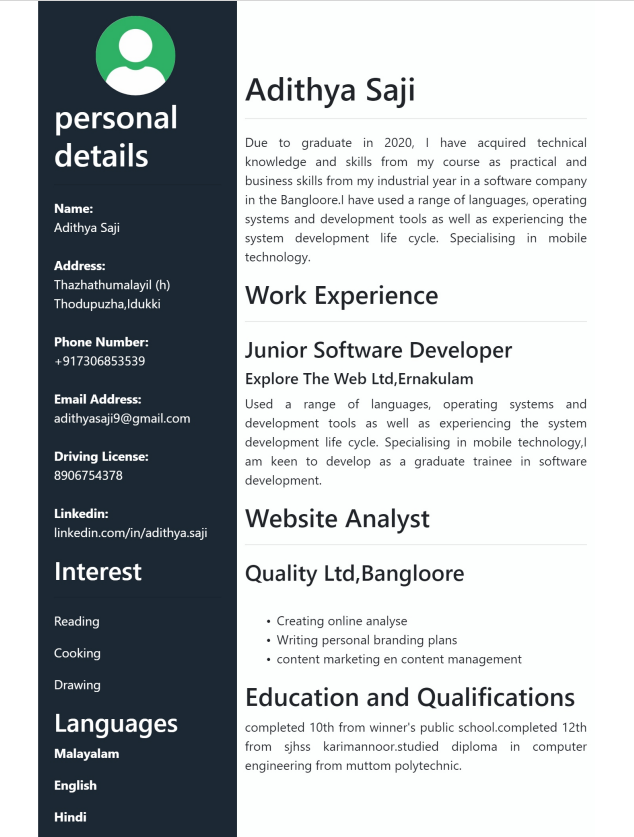 personal
details
Name:
Adithya Saji
Address:
Thazhathumalayil (h)
Thodupuzha,Idukki
Phone Number:
+917306853539
Email Address:
adithyasaji9@gmail.com
Driving License:
8906754378
Linkedin:
linkedin.com/in/adithya.saji
Interest
Reading
Cooking
Drawing
Languages
Malayalam
English
Hindi
Adithya Saji
Due to graduate in 2020, I have acquired technical
knowledge and skills from my course as practical and
business skills from my industrial year in a software company
in the Bangloore.I have used a range of languages, operating
systems and development tools as well as experiencing the
system development life cycle. Specialising in mobile
technology.
Work Experience
Junior Software Developer
Explore The Web Ltd,Ernakulam
Used a range of languages, operating systems and
development tools as well as experiencing the system
development life cycle. Specialising in mobile technology,I
am keen to develop as a graduate trainee in software
development.
Website Analyst
Quality Ltd,Bangloore
• Creating online analyse
• Writing personal branding plans
• content marketing en content management
Education and Qualifications
completed 10th from winner's public school.completed 12th
from sjhss karimannoor.studied diploma in computer
engineering from muttom polytechnic.